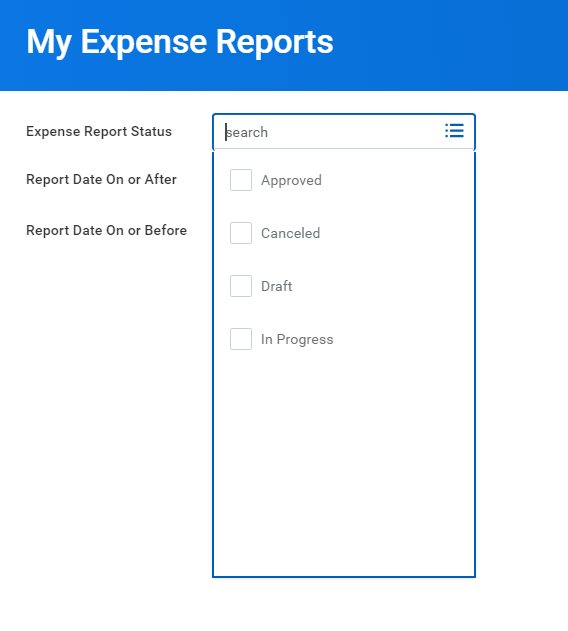 My Expense Reports
Expense Report Status
search
Report Date On or After
Report Date On or Before
Approved
Canceled
Draft
In Progress